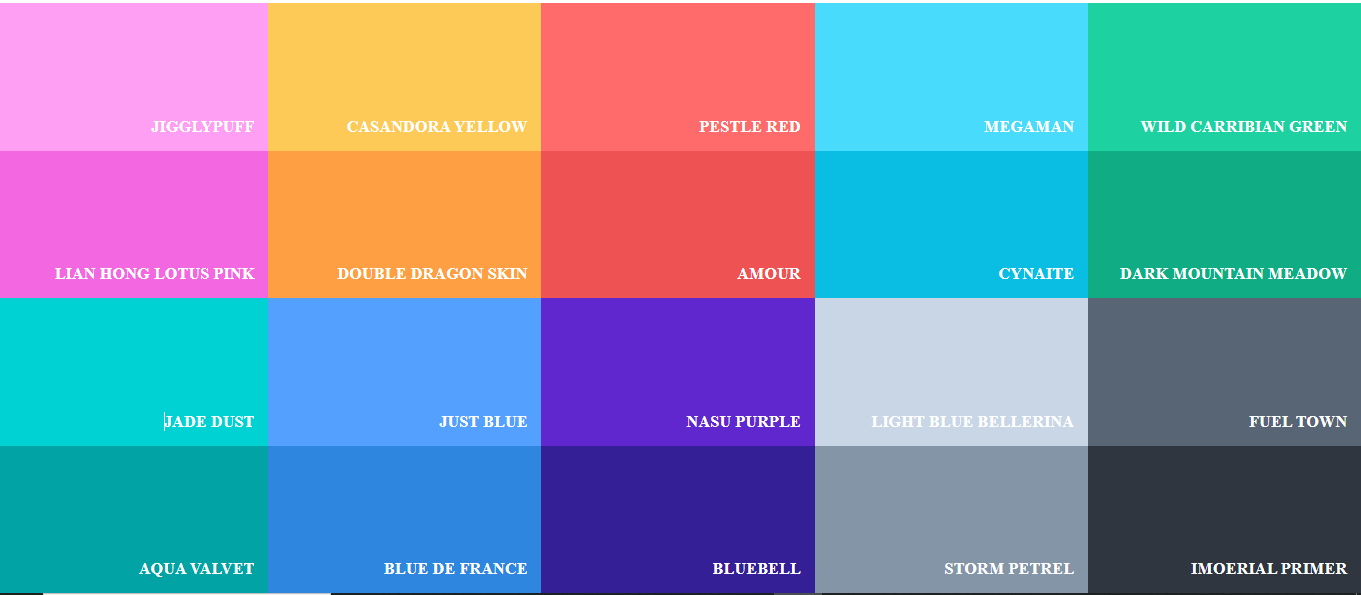 JIGGLYPUFF
CASANDORA YELLOW
PESTLE RED
MEGAMAN
WILD CARRIBIAN GREEN
LIAN HONG LOTUS PINK
DOUBLE DRAGON SKIN
AMOUR
CYNAITE
DARK MOUNTAIN MEADOW
JADE DUST
JUST BLUE
NASU PURPLE
LIGHT BLUE BELLERINA
FUEL TOWN
AQUA VALVET
BLUE DE FRANCE
BLUEBELL
STORM PETREL
IMOERIAL PRIMER